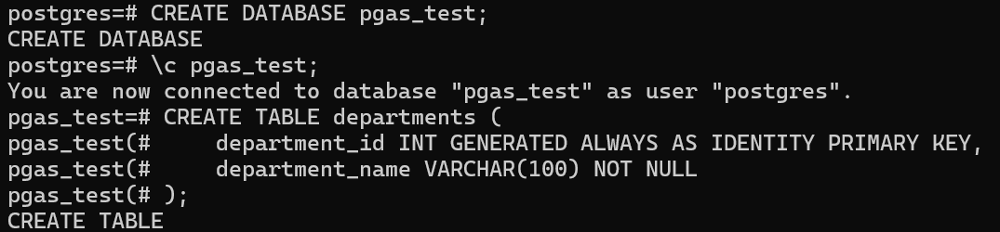 postgres=# CREATE DATABASE pgas_test;
CREATE DATABASE
postgres=# \c pgas_test;
You are now connected to database "pgas_test" as user "postgres".
pgas_test=# CREATE TABLE departments (
pgas_test(#     department_id INT GENERATED ALWAYS AS IDENTITY PRIMARY KEY,
pgas_test(#     department_name VARCHAR(100) NOT NULL
pgas_test(# );
CREATE TABLE